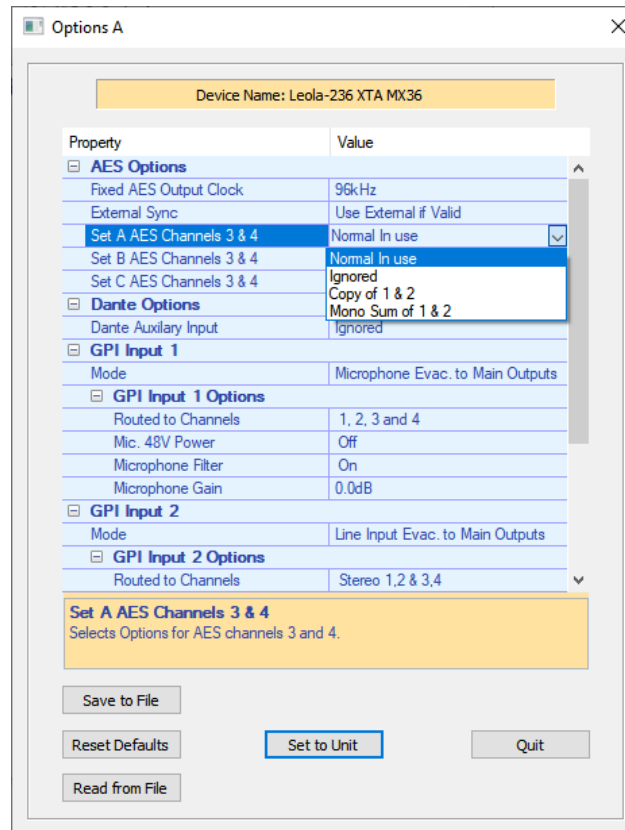 Options A
Device Name: Leola-236 XTA MX36
Property Value
AES Options
Fixed AES Output Clock 96kHz
External Sync Use External if Valid
Set A AES Channels 3 & 4 Normal In use
Set B AES Channels 3 & 4 Normal In use
Set C AES Channels 3 & 4 Ignored
Copy of 1 & 2
Dante Options Mono Sum of 1 & 2
Dante Auxilary Input Ignored
GPI Input 1
Mode Microphone Evac. to Main Outputs
GPI Input 1 Options
Routed to Channels 1, 2, 3 and 4
Mic. 48V Power Off
Microphone Filter On
Microphone Gain 0.0dB
GPI Input 2
Mode Line Input Evac. to Main Outputs
GPI Input 2 Options
Routed to Channels Stereo 1,2 & 3,4
Set A AES Channels 3 & 4
Selects Options for AES channels 3 and 4.
Save to File
Reset Defaults Set to Unit Quit
Read from File